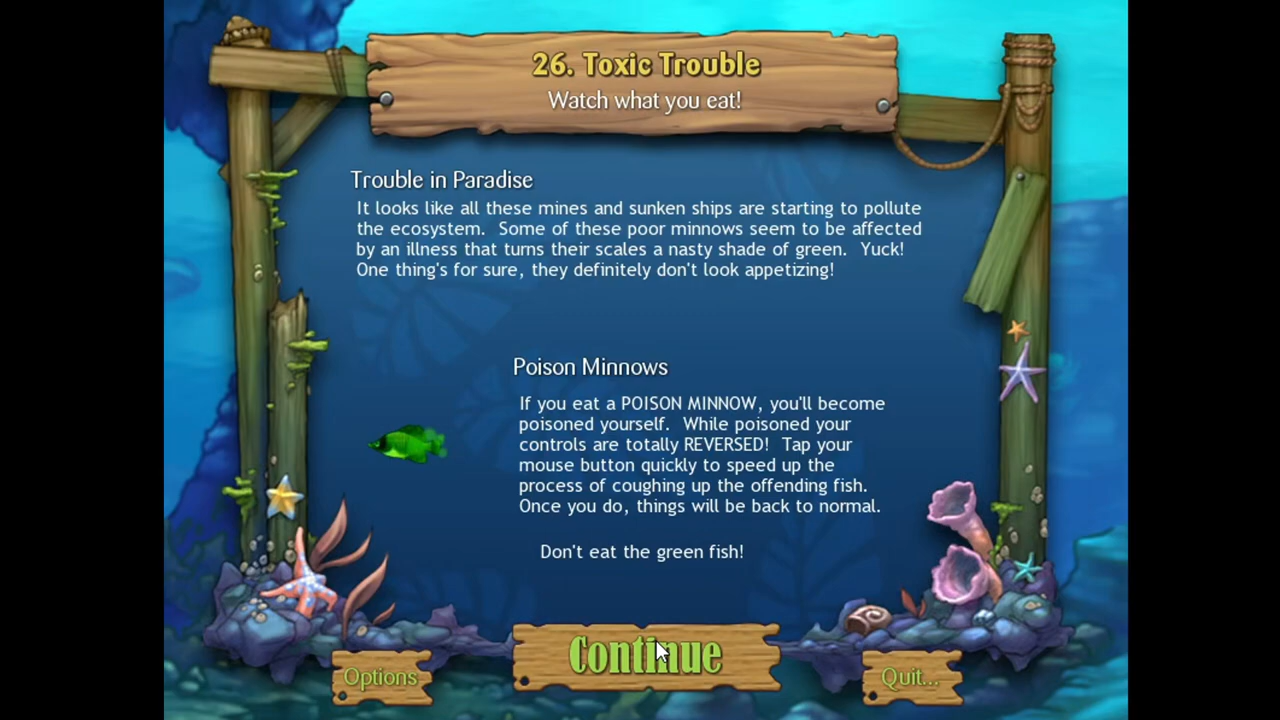 26. Toxic Trouble
Watch what you eat!
Trouble in Paradise
It looks like all these mines and sunken ships are starting to pollute
the ecosystem.  Some of these poor minnows seem to be affected
by an illness that turns their scales a nasty shade of green.  Yuck!
One thing's for sure, they definitely don't look appetizing!
Poison Minnows
If you eat a POISON MINNOW, you'll become
poisoned yourself.  While poisoned your
controls are totally REVERSED!  Tap your
mouse button quickly to speed up the
process of coughing up the offending fish.
Once you do, things will be back to normal.
Don't eat the green fish!
Continue
Options
Quit...